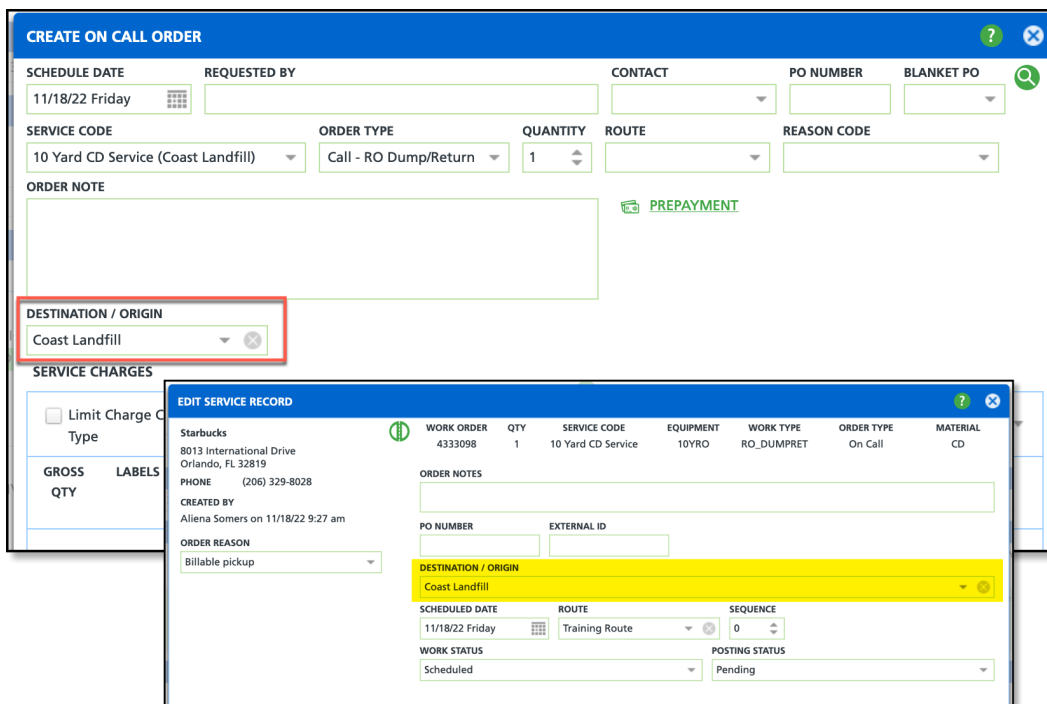 CREATE ON CALL ORDER ?
SCHEDULE DATE REQUESTED BY CONTACT PO NUMBER BLANKET PO
11/18/22 Friday
SERVICE CODE ORDER TYPE QUANTITY ROUTE REASON CODE
10 Yard CD Service (Coast Landfill) Call - RO Dump/Return 1
ORDER NOTE
PREPAYMENT
DESTINATION / ORIGIN
Coast Landfill
SERVICE CHARGES
Limit Charge C
Type
GROSS LABELS
QTY
EDIT SERVICE RECORD ?
Starbucks
8013 International Drive
Orlando, FL 32819
PHONE (206) 329-8028
CREATED BY
Aliena Somers on 11/18/22 9:27 am
ORDER REASON
Billable pickup
WORK ORDER QTY SERVICE CODE EQUIPMENT WORK TYPE ORDER TYPE MATERIAL
4333098 1 10 Yard CD Service 10YRO RO_DUMPRET On Call CD
ORDER NOTES
PO NUMBER EXTERNAL ID
DESTINATION / ORIGIN
Coast Landfill
SCHEDULED DATE ROUTE SEQUENCE
11/18/22 Friday Training Route 0
WORK STATUS POSTING STATUS
Scheduled Pending